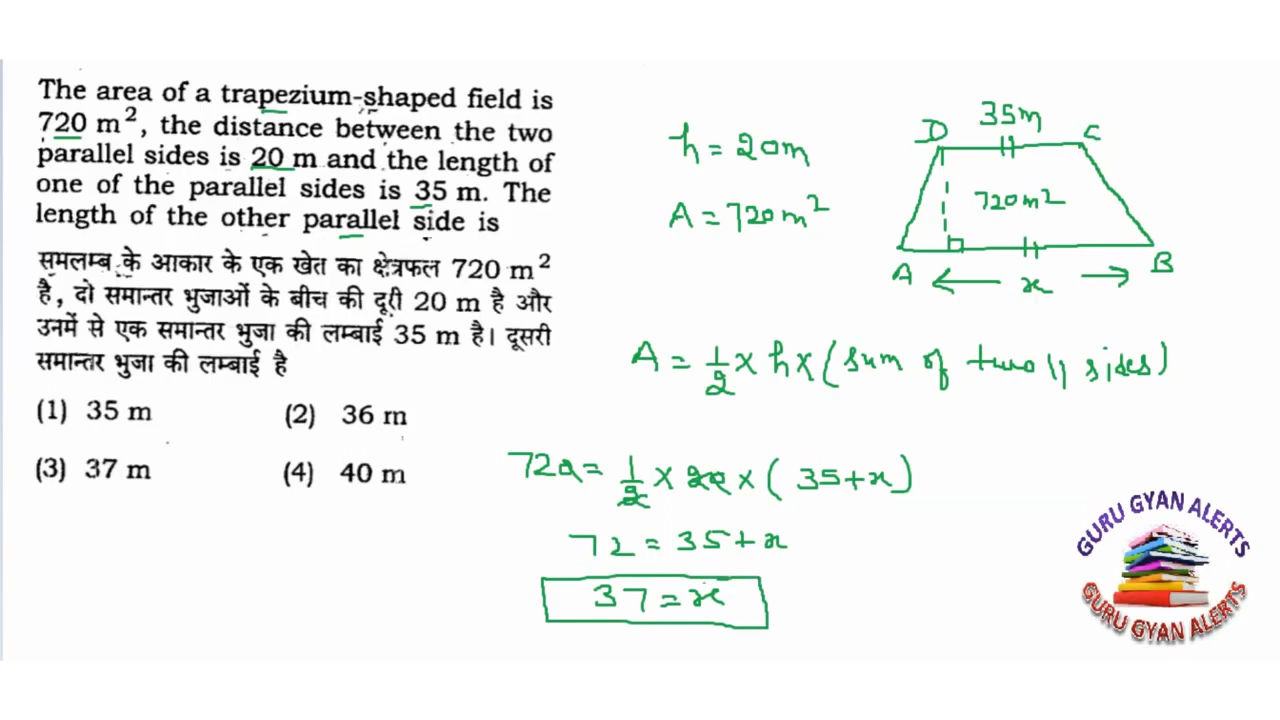 The area of a trapezium-shaped field is
720 m², the distance between the two
parallel sides is 20 m and the length of
one of the parallel sides is 35 m. The
length of the other parallel side is
समलम्ब के आकार के एक खेत का क्षेत्रफल 720 m²
है, दो समान्तर भुजाओं के बीच की दूरी 20 m है और
उनमें से एक समान्तर भुजा की लम्बाई 35 m है। दूसरी
समान्तर भुजा की लम्बाई है
(1) 35 m (2) 36 m
(3) 37 m (4) 40 m
h = 20m
A = 720m²
35m
D C
720m²
A x B
A = 1/2 × h × (sum of two || sides)
720 = 1/2 × 20 × (35+x)
72 = 35+x
37 = x
GURU GYAN ALERTS
GURU GYAN ALERTS